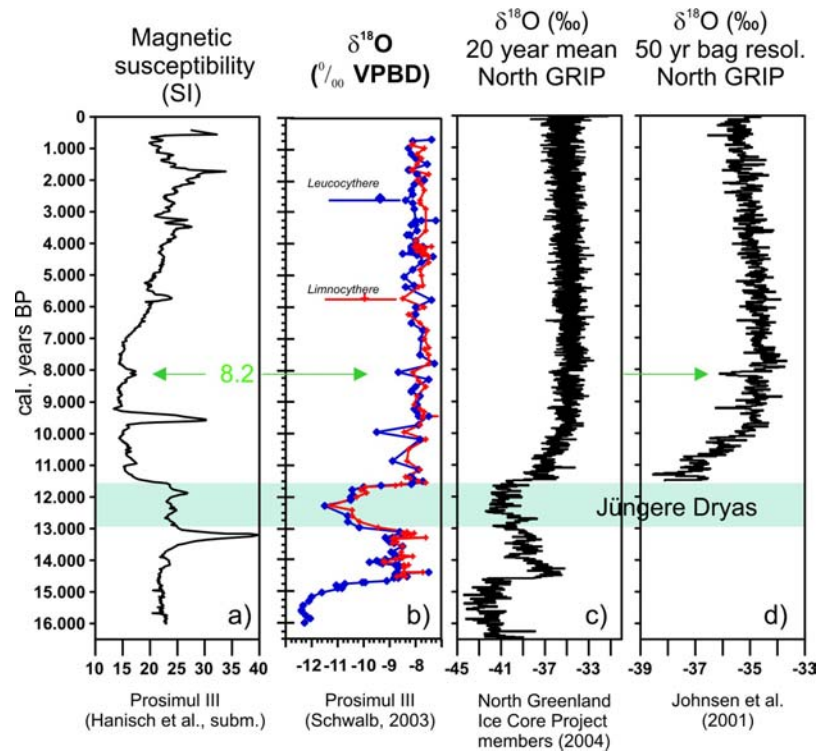 Magnetic
susceptibility
(SI)
δ¹⁸O
(⁰/₀₀ VPBD)
δ¹⁸O (‰)
20 year mean
North GRIP
δ¹⁸O (‰)
50 yr bag resol.
North GRIP
cal. years BP
0
1.000
2.000
3.000
4.000
5.000
6.000
7.000
8.000
9.000
10.000
11.000
12.000
13.000
14.000
15.000
16.000
Leucocythere
Limnocythere
8.2
Jüngere Dryas
a)
b)
c)
d)
10 15 20 25 30 35 40
-12 -11 -10 -9 -8
-45 -41 -37 -33
-39 -37 -35 -33
Prosimul III
(Hanisch et al., subm.)
Prosimul III
(Schwalb, 2003)
North Greenland
Ice Core Project
members (2004)
Johnsen et al.
(2001)